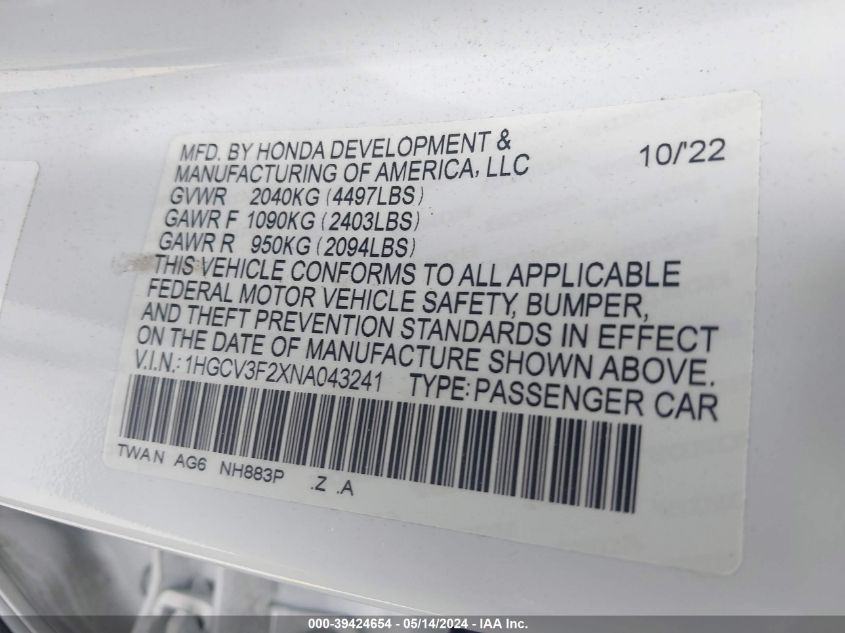 MFD. BY HONDA DEVELOPMENT &
MANUFACTURING OF AMERICA, LLC 10/'22
GVWR 2040KG (4497LBS)
GAWR F 1090KG (2403LBS)
GAWR R 950KG (2094LBS)
THIS VEHICLE CONFORMS TO ALL APPLICABLE
FEDERAL MOTOR VEHICLE SAFETY, BUMPER,
AND THEFT PREVENTION STANDARDS IN EFFECT
ON THE DATE OF MANUFACTURE SHOWN ABOVE.
V.I.N.: 1HGCV3F2XNA043241 TYPE: PASSENGER CAR
TWA N AG6 NH883P .Z .A
000-39424654 - 05/14/2024 - IAA Inc.